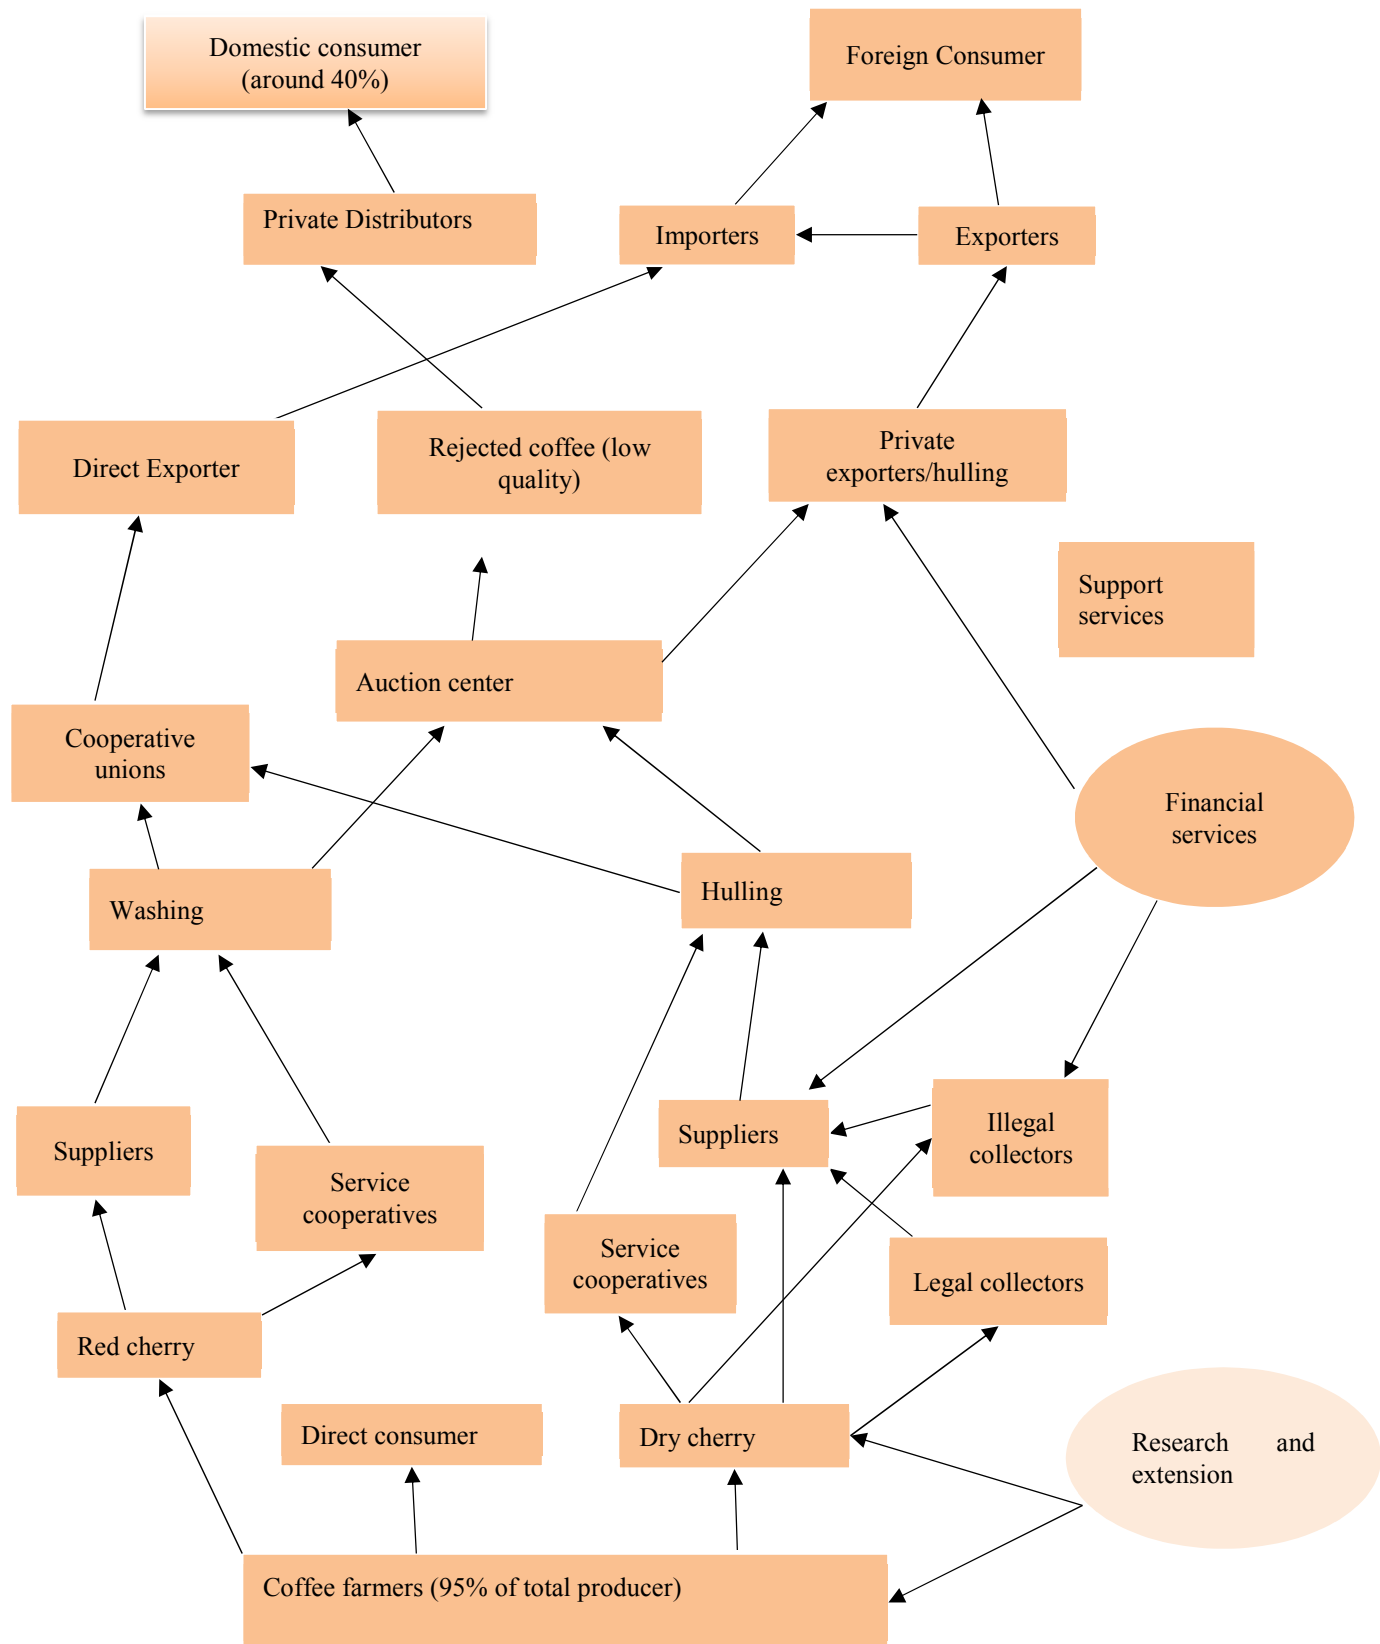 Domestic consumer
(around 40%)
Foreign Consumer
Private Distributors
Importers
Exporters
Direct Exporter
Rejected coffee (low
quality)
Private
exporters/hulling
Support
services
Auction center
Cooperative
unions
Financial
services
Washing
Hulling
Suppliers
Service
cooperatives
Suppliers
Illegal
collectors
Service
cooperatives
Legal collectors
Red cherry
Direct consumer
Dry cherry
Research and
extension
Coffee farmers (95% of total producer)